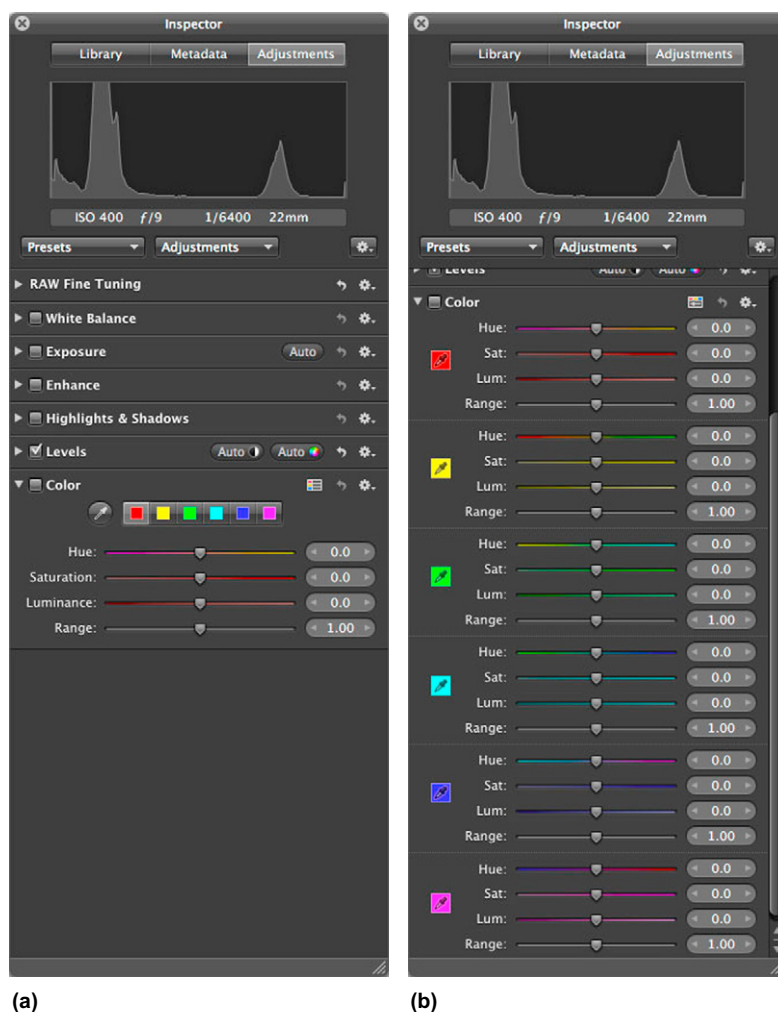 Inspector
Library Metadata Adjustments
ISO 400 f/9 1/6400 22mm
Presets Adjustments
RAW Fine Tuning
White Balance
Exposure Auto
Enhance
Highlights & Shadows
Levels Auto Auto
Color
Hue: 0.0
Saturation: 0.0
Luminance: 0.0
Range: 1.00
(a)
Inspector
Library Metadata Adjustments
ISO 400 f/9 1/6400 22mm
Presets Adjustments
Levels Auto Auto
Color
Hue: 0.0
Sat: 0.0
Lum: 0.0
Range: 1.00
Hue: 0.0
Sat: 0.0
Lum: 0.0
Range: 1.00
Hue: 0.0
Sat: 0.0
Lum: 0.0
Range: 1.00
Hue: 0.0
Sat: 0.0
Lum: 0.0
Range: 1.00
Hue: 0.0
Sat: 0.0
Lum: 0.0
Range: 1.00
Hue: 0.0
Sat: 0.0
Lum: 0.0
Range: 1.00
(b)